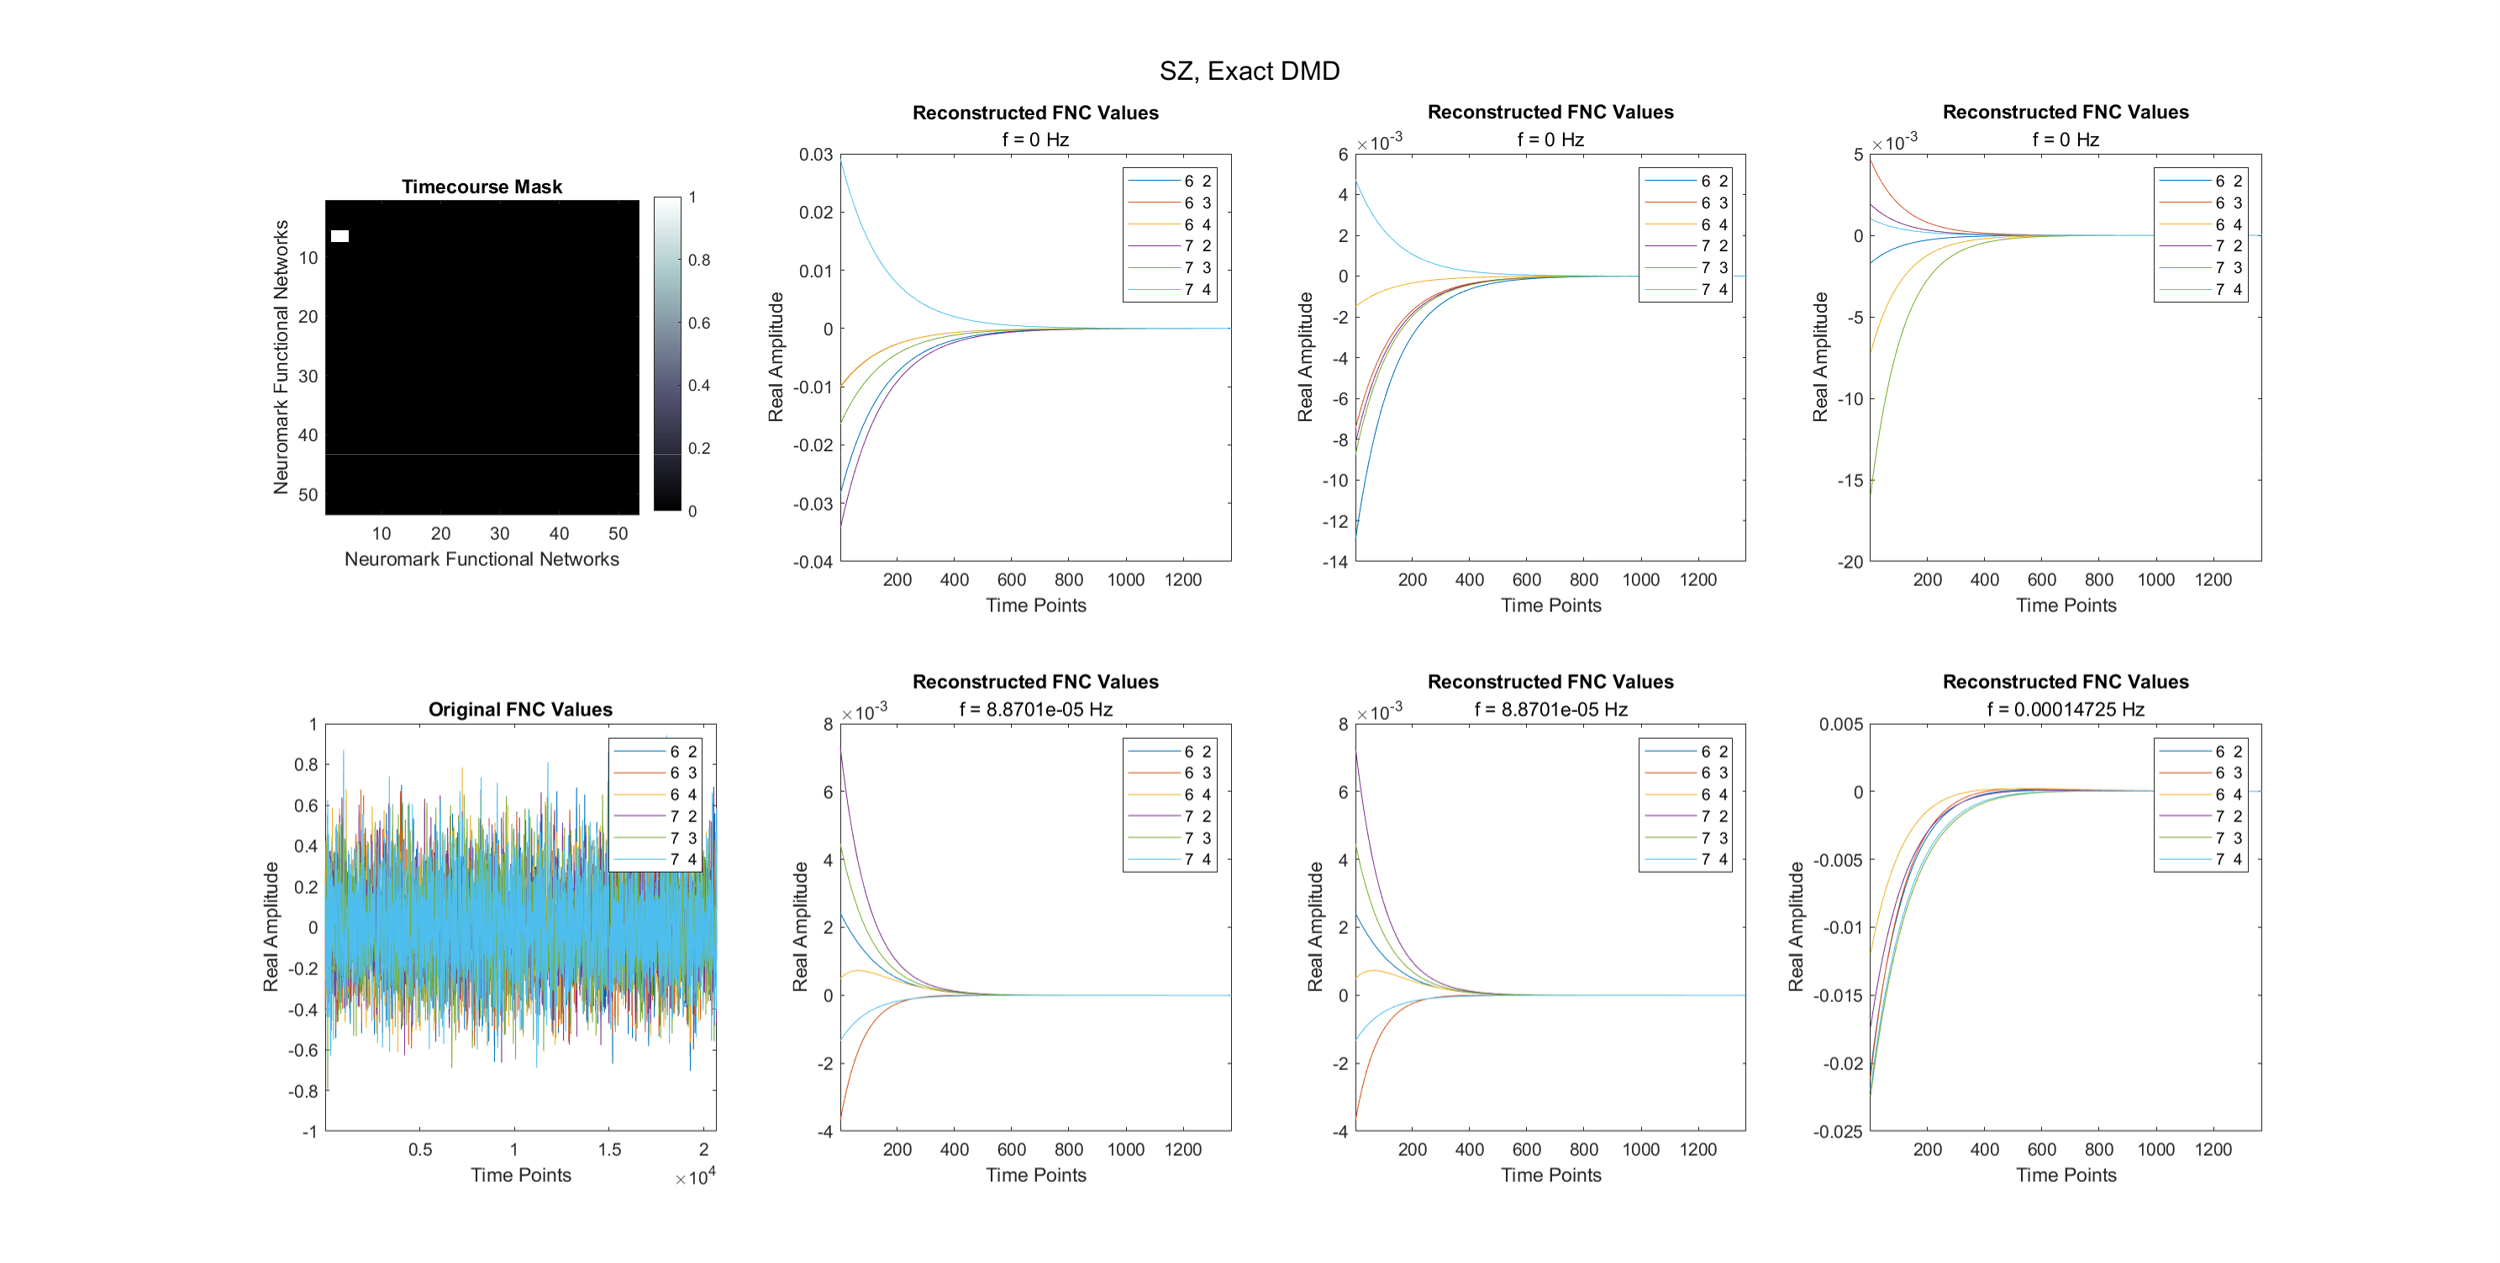 SZ, Exact DMD
Timecourse Mask
Neuromark Functional Networks
10
20
30
40
50
10 20 30 40 50
Neuromark Functional Networks
1
0.8
0.6
0.4
0.2
0
Reconstructed FNC Values
f = 0 Hz
Real Amplitude
0.03
0.02
0.01
0
-0.01
-0.02
-0.03
-0.04
200 400 600 800 1000 1200
Time Points
6 2
6 3
6 4
7 2
7 3
7 4
Reconstructed FNC Values
f = 0 Hz
×10-3
Real Amplitude
6
4
2
0
-2
-4
-6
-8
-10
-12
-14
200 400 600 800 1000 1200
Time Points
6 2
6 3
6 4
7 2
7 3
7 4
Reconstructed FNC Values
f = 0 Hz
×10-3
Real Amplitude
5
0
-5
-10
-15
-20
200 400 600 800 1000 1200
Time Points
6 2
6 3
6 4
7 2
7 3
7 4
Original FNC Values
Real Amplitude
1
0.8
0.6
0.4
0.2
0
-0.2
-0.4
-0.6
-0.8
-1
0.5 1 1.5 2
Time Points
×104
6 2
6 3
6 4
7 2
7 3
7 4
Reconstructed FNC Values
f = 8.8701e-05 Hz
×10-3
Real Amplitude
8
6
4
2
0
-2
-4
200 400 600 800 1000 1200
Time Points
6 2
6 3
6 4
7 2
7 3
7 4
Reconstructed FNC Values
f = 8.8701e-05 Hz
×10-3
Real Amplitude
8
6
4
2
0
-2
-4
200 400 600 800 1000 1200
Time Points
6 2
6 3
6 4
7 2
7 3
7 4
Reconstructed FNC Values
f = 0.00014725 Hz
Real Amplitude
0.005
0
-0.005
-0.01
-0.015
-0.02
-0.025
200 400 600 800 1000 1200
Time Points
6 2
6 3
6 4
7 2
7 3
7 4